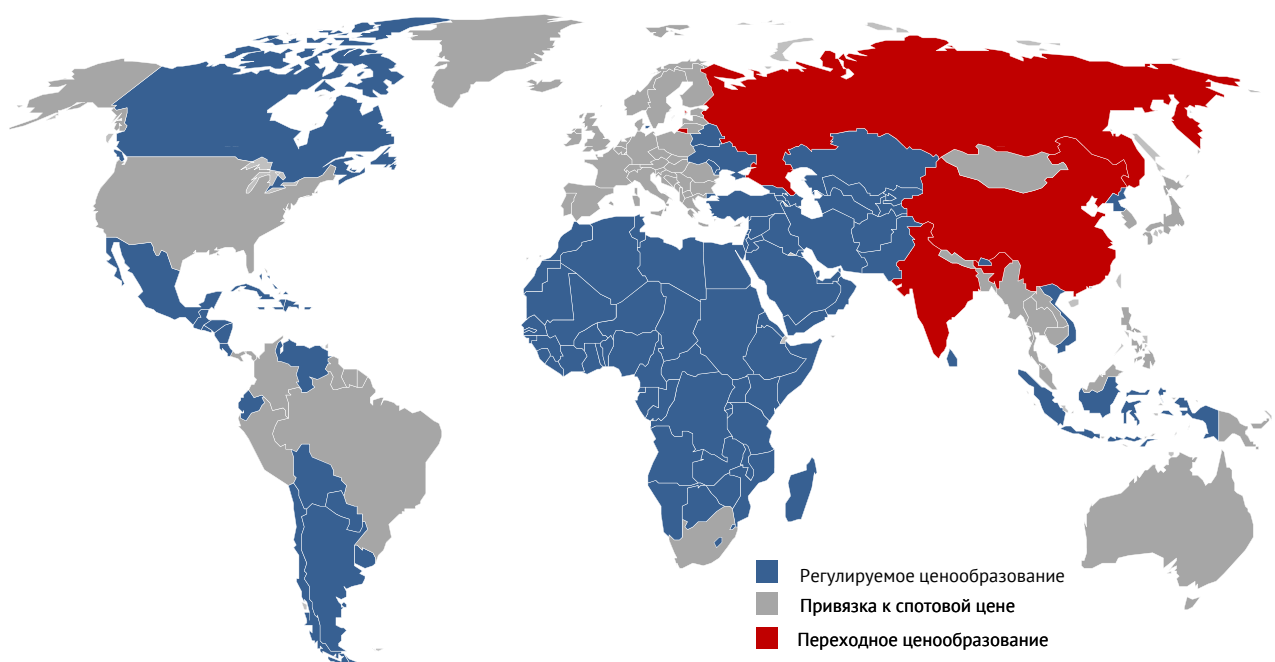 Регулируемое ценообразование
Привязка к спотовой цене
Переходное ценообразование